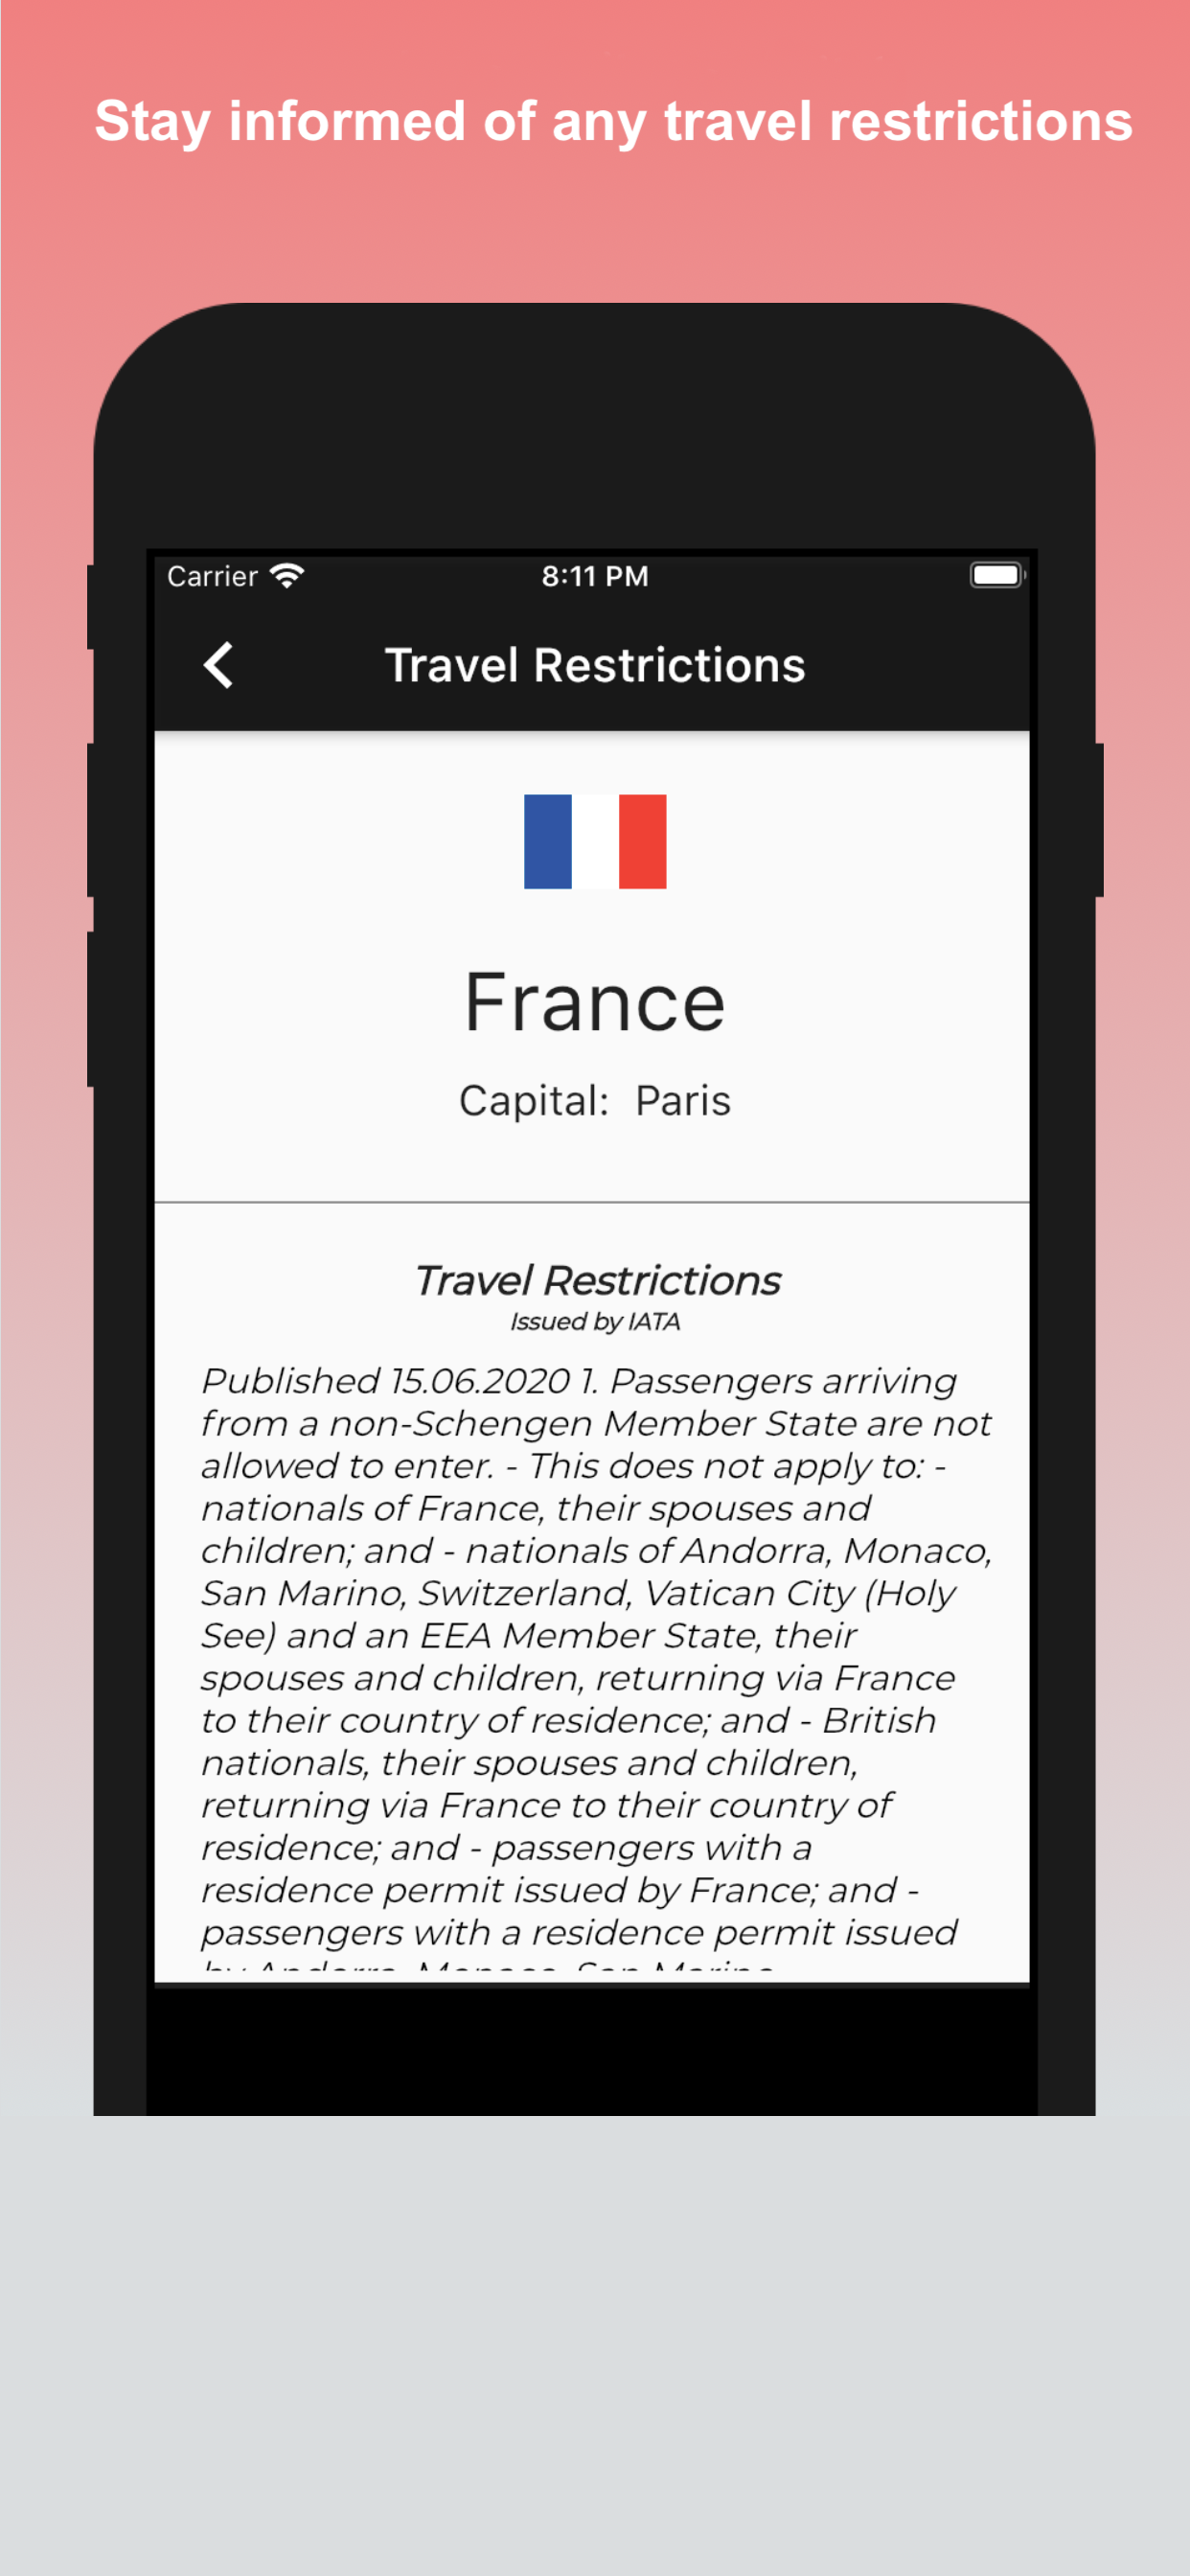 Stay informed of any travel restrictions
Carrier
8:11 PM
Travel Restrictions
France
Capital: Paris
Travel Restrictions
Issued by IATA
Published 15.06.2020 1. Passengers arriving
from a non-Schengen Member State are not
allowed to enter. - This does not apply to: -
nationals of France, their spouses and
children; and - nationals of Andorra, Monaco,
San Marino, Switzerland, Vatican City (Holy
See) and an EEA Member State, their
spouses and children, returning via France
to their country of residence; and - British
nationals, their spouses and children,
returning via France to their country of
residence; and - passengers with a
residence permit issued by France; and -
passengers with a residence permit issued
by Andorra, Monaco, San Marino,